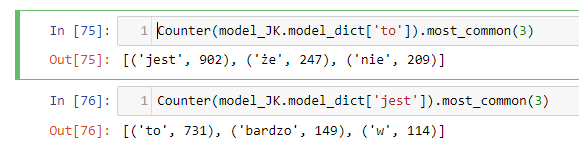 In [75]: 1 Counter(model_JK.model_dict['to']).most_common(3)
Out[75]: [('jest', 902), ('że', 247), ('nie', 209)]
In [76]: 1 Counter(model_JK.model_dict['jest']).most_common(3)
Out[76]: [('to', 731), ('bardzo', 149), ('w', 114)]